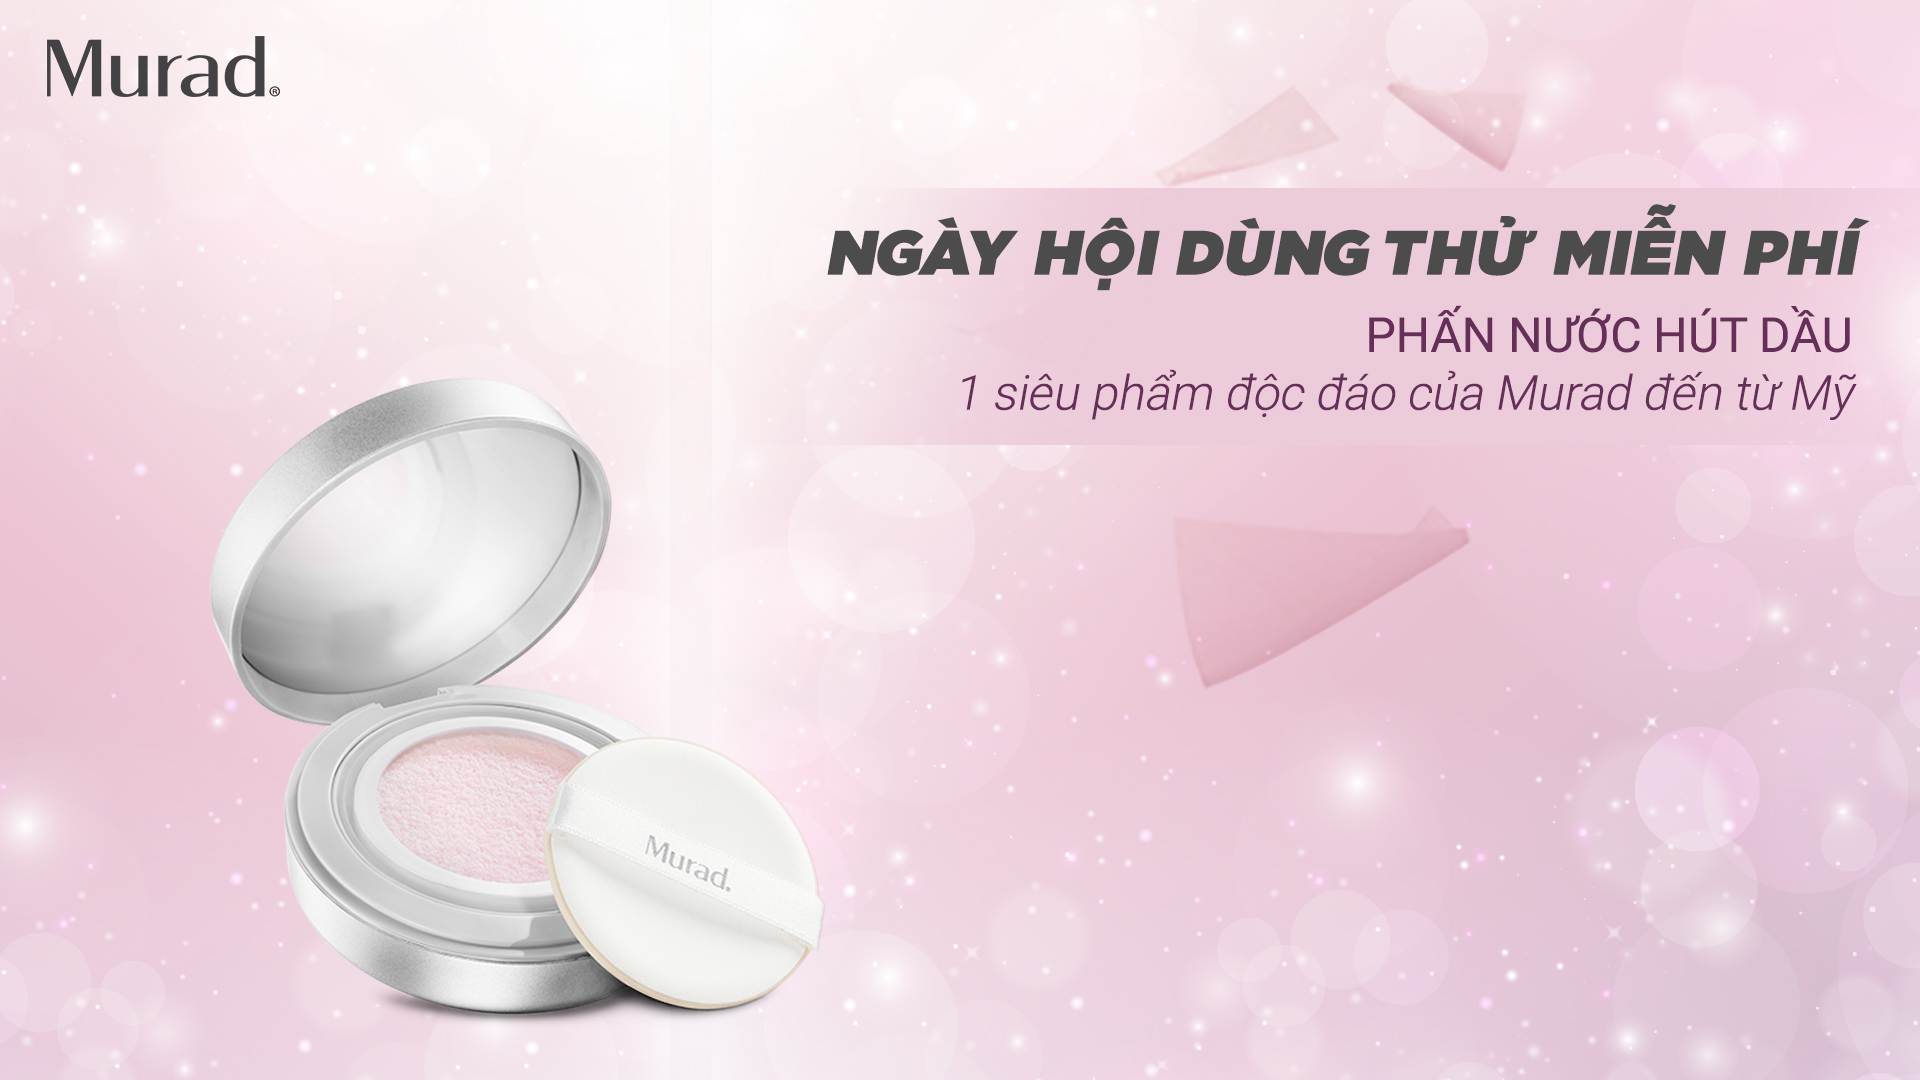 Murad®
NGÀY HỘI DÙNG THỬ MIỄN PHÍ
PHẤN NƯỚC HÚT DẦU
1 siêu phẩm độc đáo của Murad đến từ Mỹ
Murad.